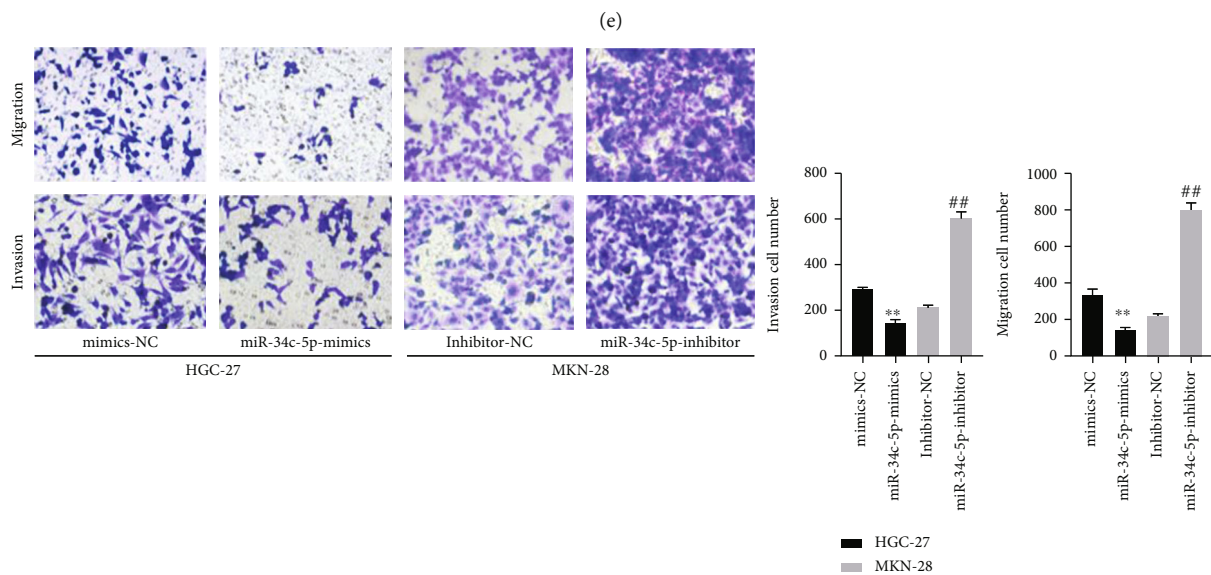 (e)
Migration
Invasion
mimics-NC miR-34c-5p-mimics Inhibitor-NC miR-34c-5p-inhibitor
HGC-27 MKN-28
Invasion cell number
800
600
400
200
0
**
##
mimics-NC
miR-34c-5p-mimics
Inhibitor-NC
miR-34c-5p-inhibitor
Migration cell number
1000
800
600
400
200
0
**
##
mimics-NC
miR-34c-5p-mimics
Inhibitor-NC
miR-34c-5p-inhibitor
HGC-27
MKN-28